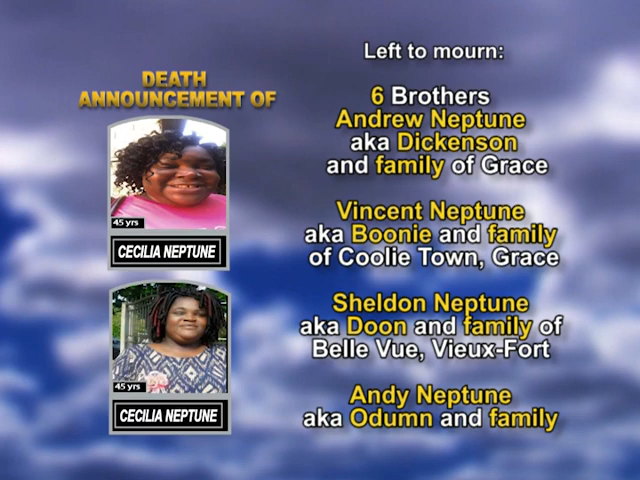 DEATH
ANNOUNCEMENT OF
45 yrs
CECILIA NEPTUNE
45 yrs
CECILIA NEPTUNE
Left to mourn:
6 Brothers
Andrew Neptune
aka Dickenson
and family of Grace
Vincent Neptune
aka Boonie and family
of Coolie Town, Grace
Sheldon Neptune
aka Doon and family of
Belle Vue, Vieux-Fort
Andy Neptune
aka Odumn and family